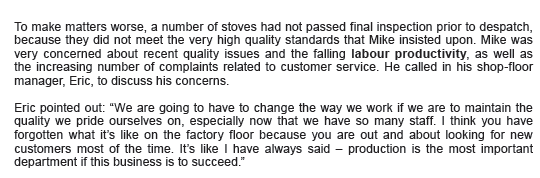 To make matters worse, a number of stoves had not passed final inspection prior to despatch,
because they did not meet the very high quality standards that Mike insisted upon. Mike was
very concerned about recent quality issues and the falling labour productivity, as well as
the increasing number of complaints related to customer service. He called in his shop-floor
manager, Eric, to discuss his concerns.
Eric pointed out: “We are going to have to change the way we work if we are to maintain the
quality we pride ourselves on, especially now that we have so many staff. I think you have
forgotten what it’s like on the factory floor because you are out and about looking for new
customers most of the time. It’s like I have always said – production is the most important
department if this business is to succeed.”